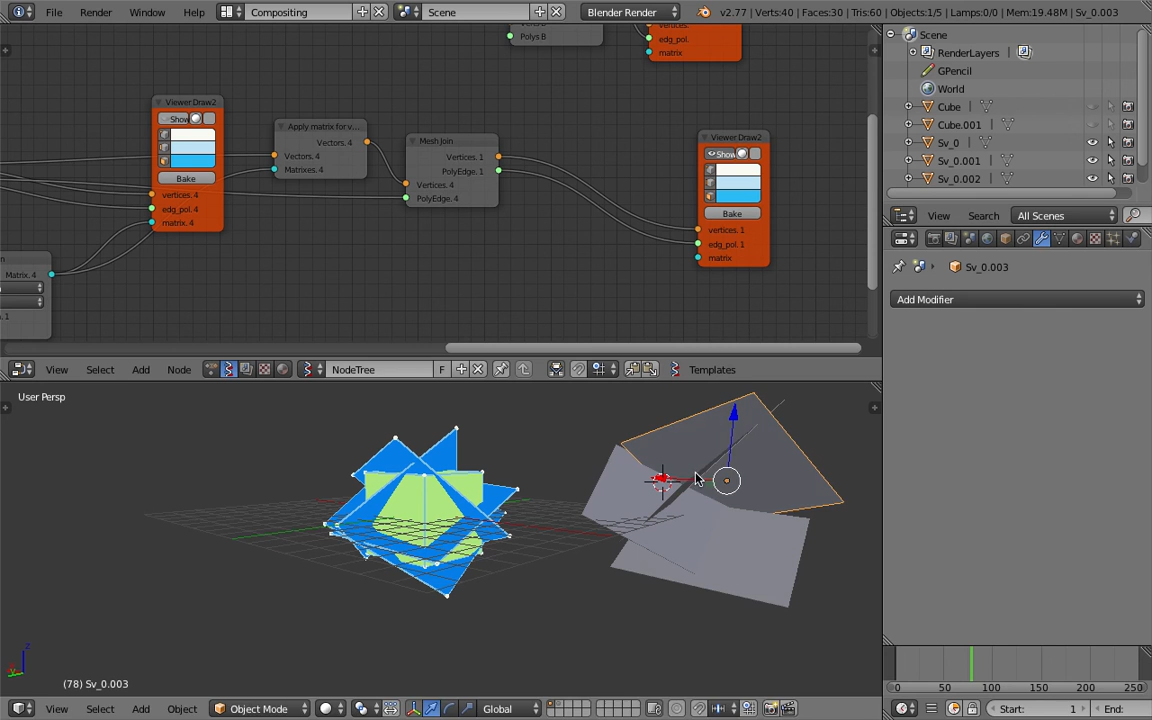 File Render Window Help Compositing Scene Blender Render v2.77 | Verts:40 | Faces:30 | Tris:60 | Objects:1/5 | Lamps:0/0 | Mem:19.48M | Sv_0.003
Polys B
edg_pol.
matrix
Viewer Draw2
Show
Bake
vertices. 4
edg_pol. 4
matrix. 4
Matrix. 4
Apply matrix for v...
Vectors. 4
Vectors. 4
Matrixes. 4
Mesh Join
Vertices. 1
PolyEdge. 1
Vertices. 4
PolyEdge. 4
Viewer Draw2
Show
Bake
vertices. 1
edg_pol. 1
matrix
View Select Add Node NodeTree F Templates
User Persp
(78) Sv_0.003
View Select Add Object Object Mode Global
Scene
RenderLayers
GPencil
World
Cube
Cube.001
Sv_0
Sv_0.001
Sv_0.002
View Search All Scenes
Sv_0.003
Add Modifier
0 50 100 150 200 250
Start: 1 End: